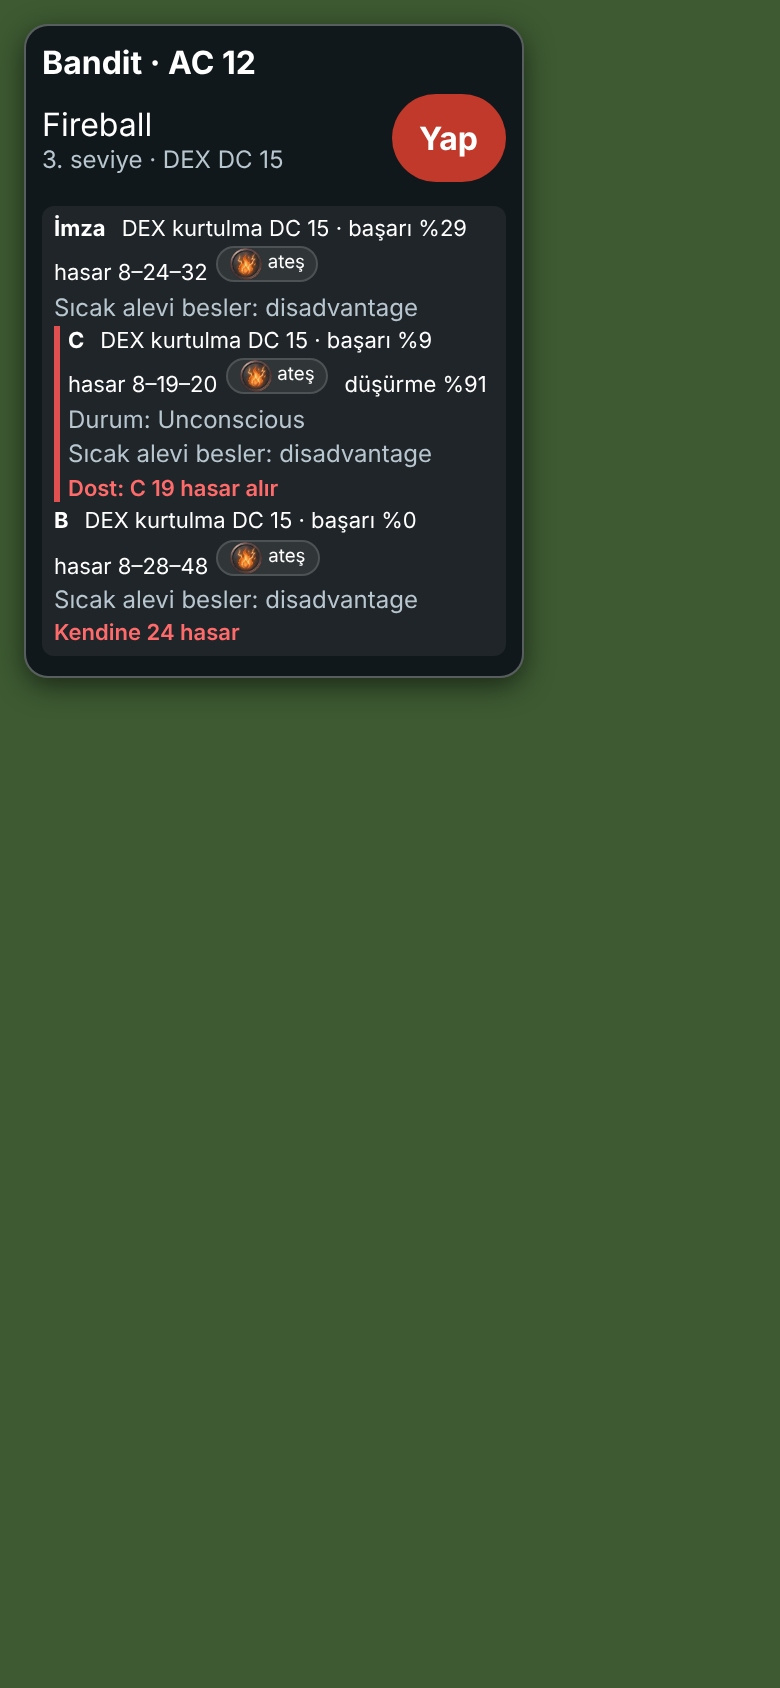 Bandit · AC 12
Fireball
3. seviye · DEX DC 15
Yap
İmza DEX kurtulma DC 15 · başarı %29
hasar 8–24–32 ateş
Sıcak alevi besler: disadvantage
C DEX kurtulma DC 15 · başarı %9
hasar 8–19–20 ateş düşürme %91
Durum: Unconscious
Sıcak alevi besler: disadvantage
Dost: C 19 hasar alır
B DEX kurtulma DC 15 · başarı %0
hasar 8–28–48 ateş
Sıcak alevi besler: disadvantage
Kendine 24 hasar